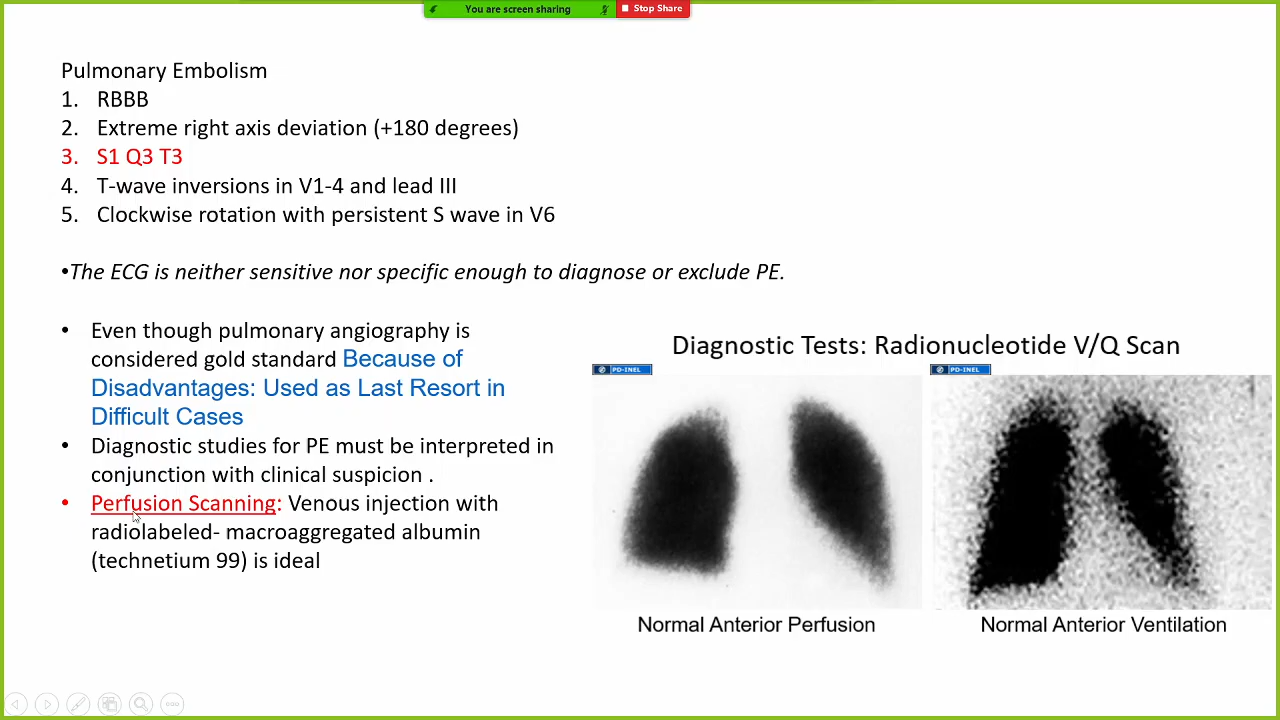 You are screen sharing
Stop Share
Pulmonary Embolism
1. RBBB
2. Extreme right axis deviation (+180 degrees)
3. S1 Q3 T3
4. T-wave inversions in V1-4 and lead III
5. Clockwise rotation with persistent S wave in V6
•The ECG is neither sensitive nor specific enough to diagnose or exclude PE.
• Even though pulmonary angiography is
considered gold standard Because of
Disadvantages: Used as Last Resort in
Difficult Cases
• Diagnostic studies for PE must be interpreted in
conjunction with clinical suspicion .
• Perfusion Scanning: Venous injection with
radiolabeled- macroaggregated albumin
(technetium 99) is ideal
Diagnostic Tests: Radionucleotide V/Q Scan
PD-INEL
PD-INEL
Normal Anterior Perfusion
Normal Anterior Ventilation